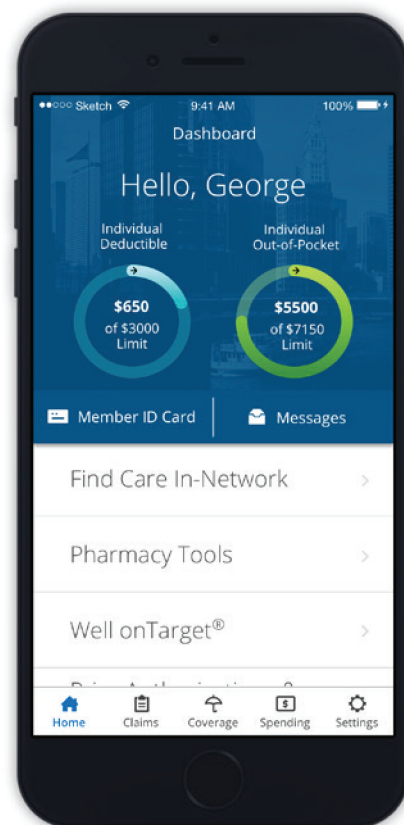 Sketch 9:41 AM 100%
Dashboard
Hello, George
Individual
Deductible
Individual
Out-of-Pocket
$650
of $3000
Limit
$5500
of $7150
Limit
Member ID Card
Messages
Find Care In-Network
Pharmacy Tools
Well onTarget®
Home Claims Coverage Spending Settings